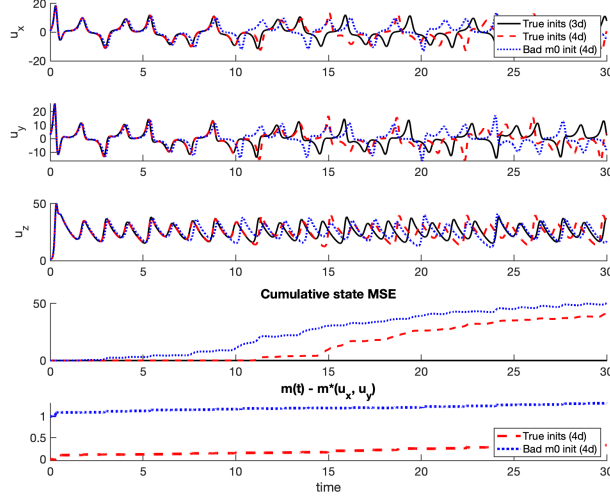 20
0
-20
u_x
True inits (3d)
True inits (4d)
Bad m0 init (4d)
0 5 10 15 20 25 30
20
10
0
-10
u_y
0 5 10 15 20 25 30
50
0
u_z
0 5 10 15 20 25 30
Cumulative state MSE
50
0
0 5 10 15 20 25 30
m(t) - m*(u_x, u_y)
1
0.5
0
True inits (4d)
Bad m0 init (4d)
0 5 10 15 20 25 30
time